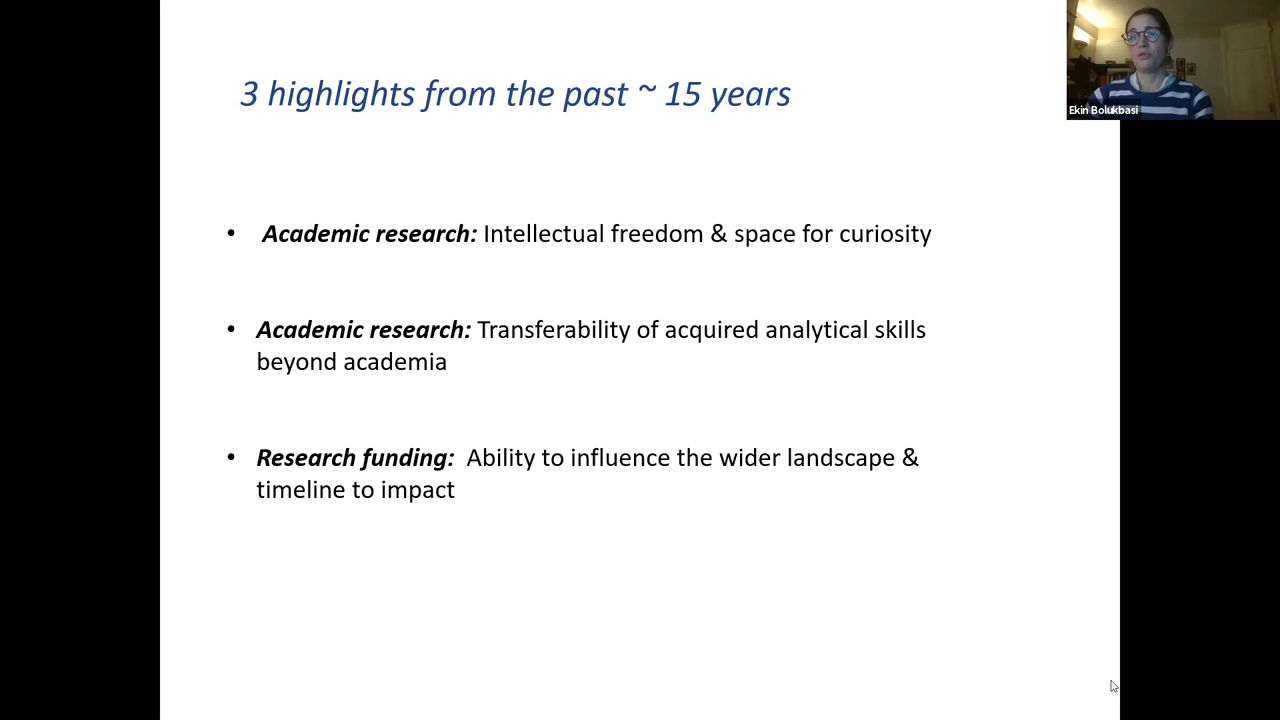 3 highlights from the past ~ 15 years
Ekin Bolukbasi
• Academic research: Intellectual freedom & space for curiosity
• Academic research: Transferability of acquired analytical skills
beyond academia
• Research funding: Ability to influence the wider landscape &
timeline to impact